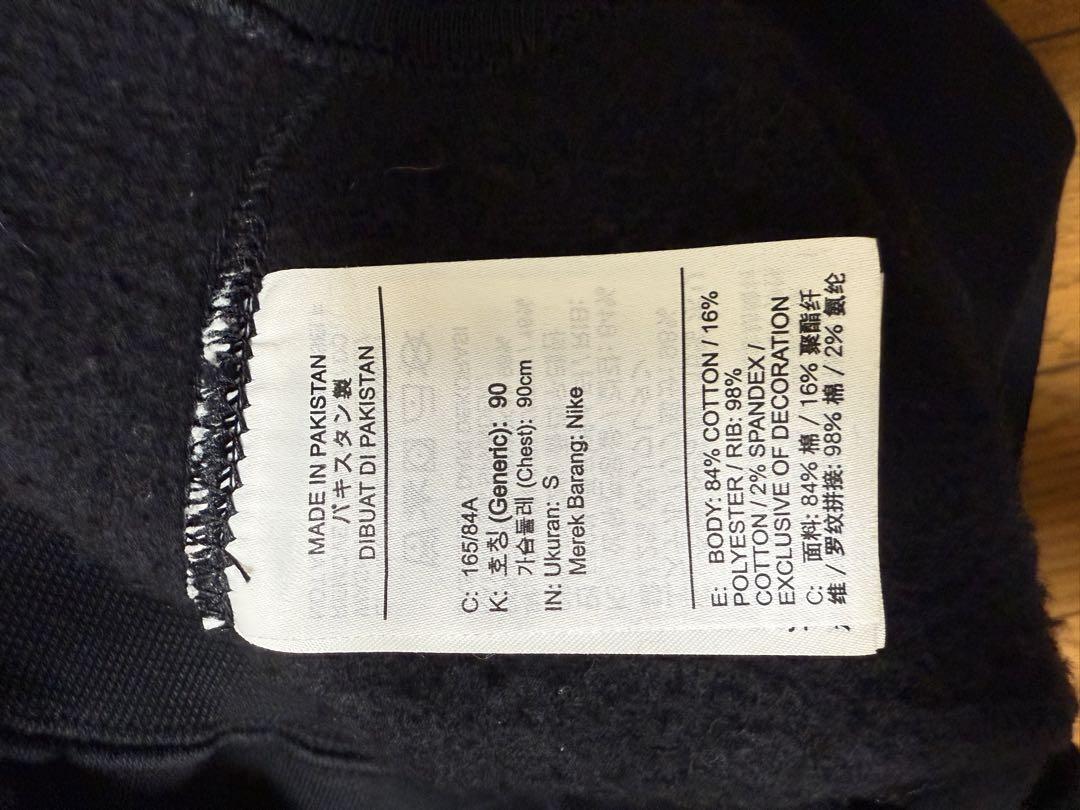 MADE IN PAKISTAN
パキスタン製
DIBUAT DI PAKISTAN
C: 165/84A
K: 호칭 (Generic): 90
가슴둘레 (Chest): 90cm
IN: Ukuran: S
Merek Barang: Nike
E: BODY: 84% COTTON / 16%
POLYESTER / RIB: 98%
COTTON / 2% SPANDEX /
EXCLUSIVE OF DECORATION
C: 面料: 84% 棉 / 16% 聚酯纤
维 / 罗纹拼接: 98% 棉 / 2% 氨纶